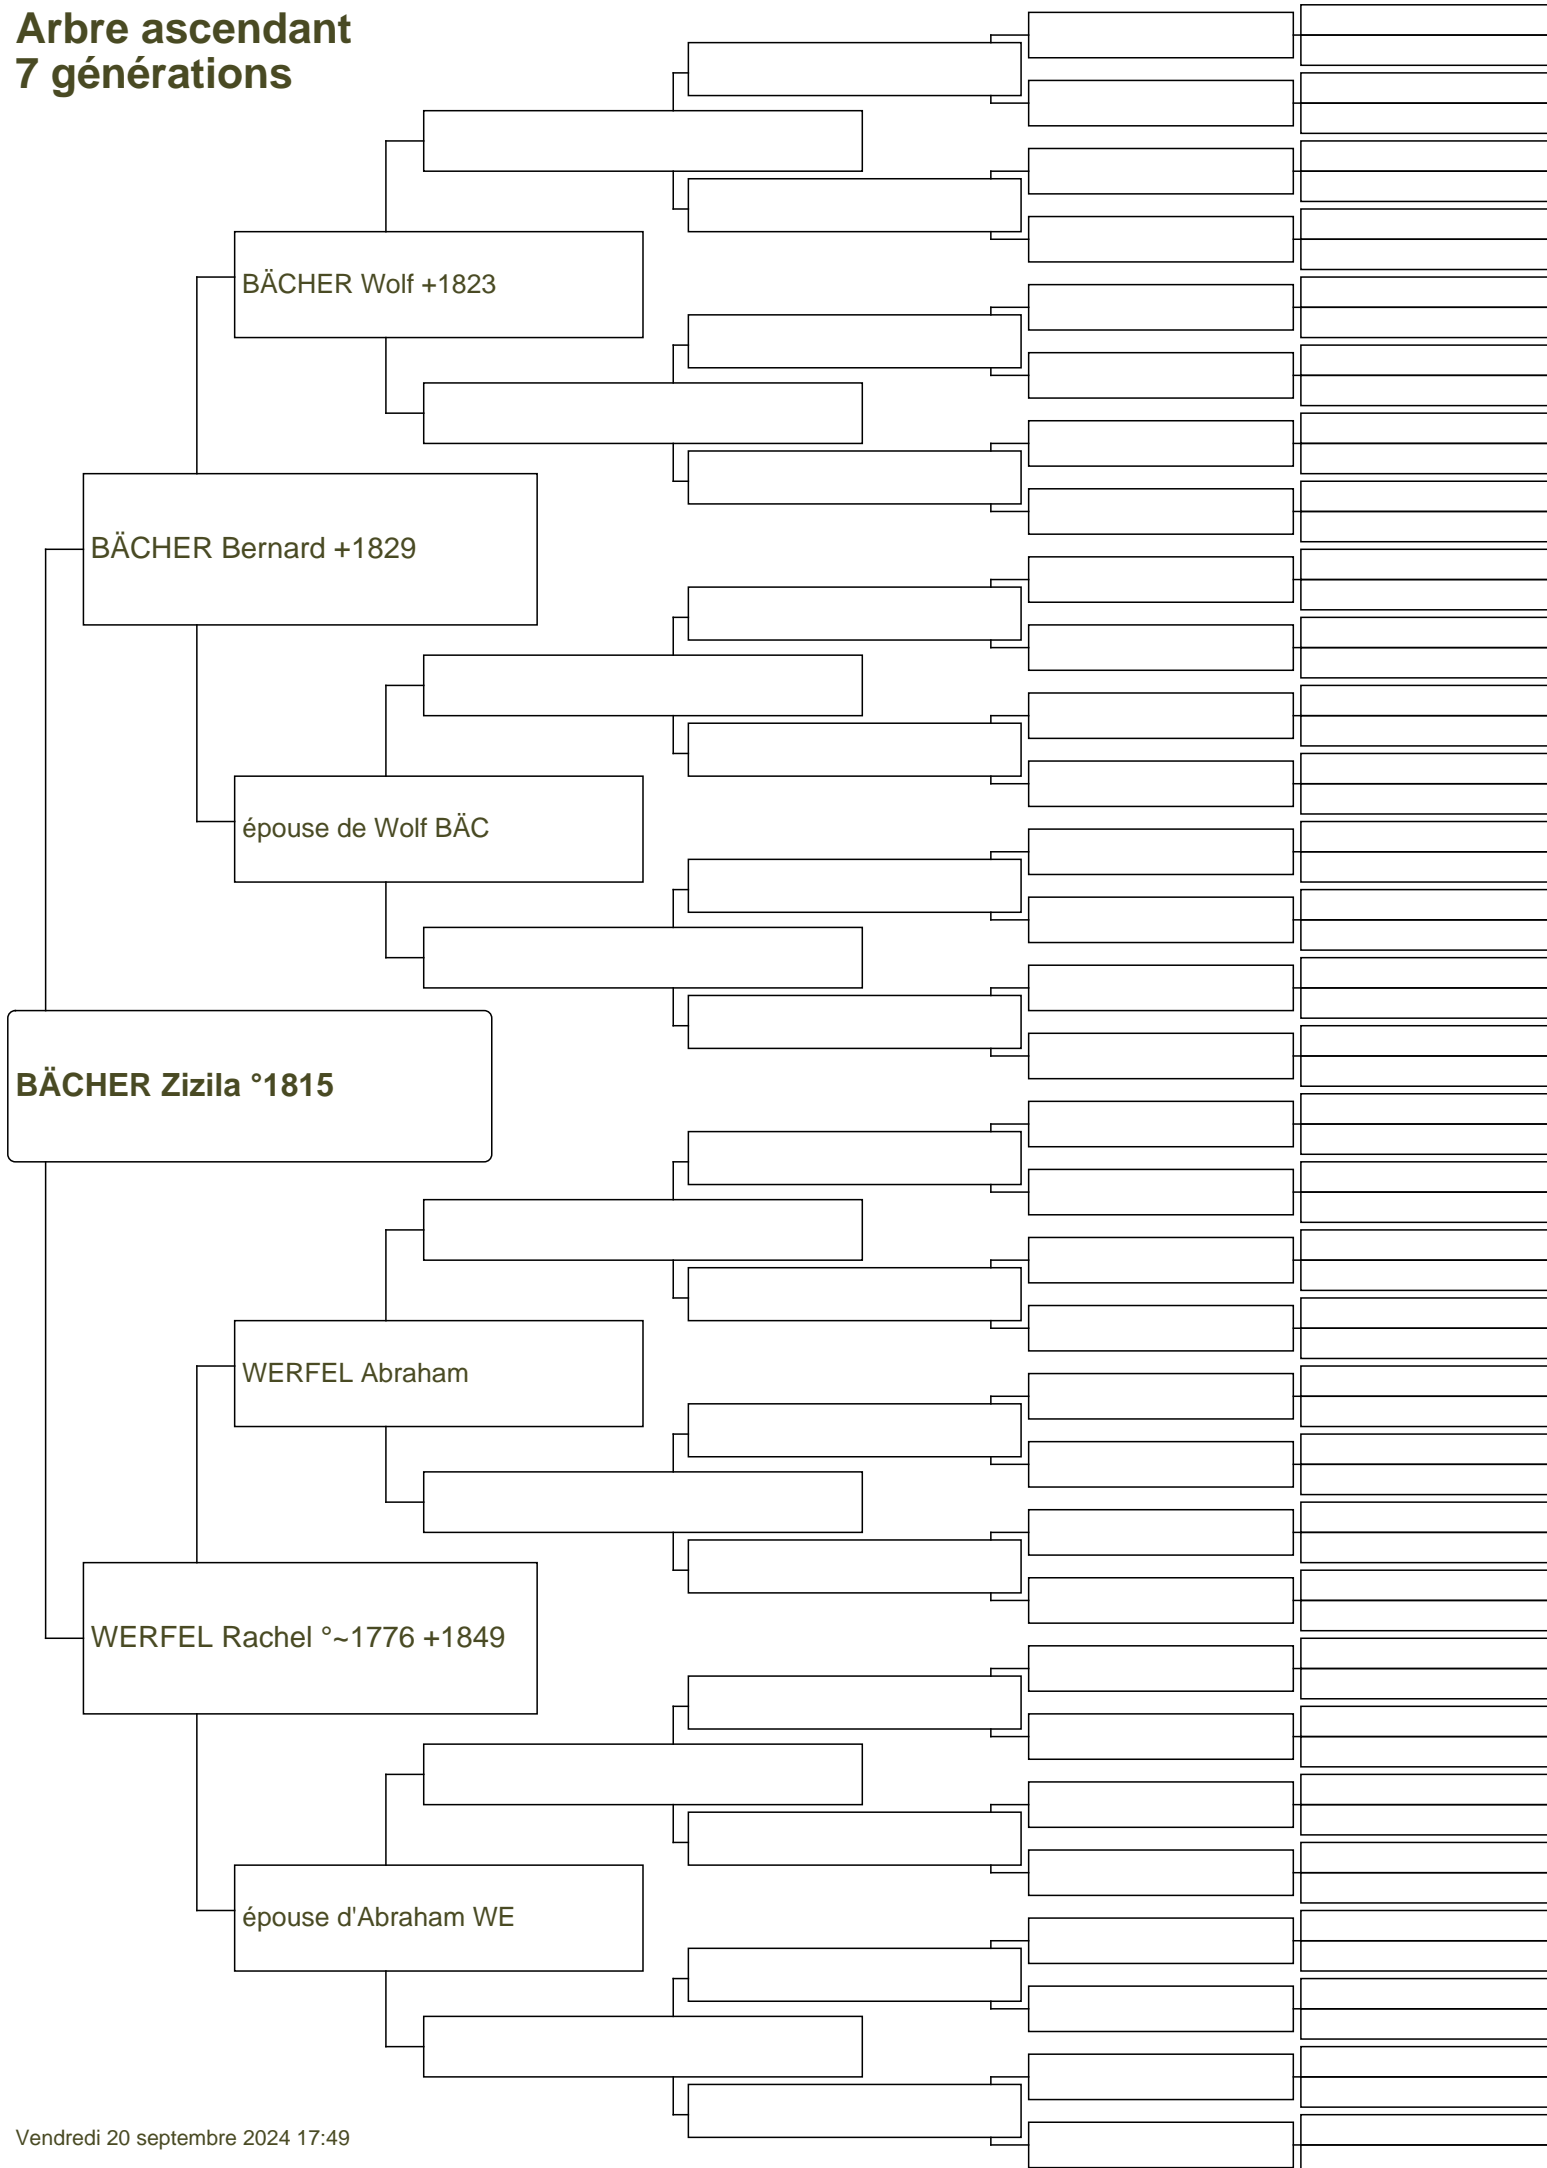 Arbre ascendant
7 générations
BÄCHER Wolf +1823
BÄCHER Bernard +1829
épouse de Wolf BÄC
BÄCHER Zizila °1815
WERFEL Abraham
WERFEL Rachel °~1776 +1849
épouse d'Abraham WE
Vendredi 20 septembre 2024 17:49